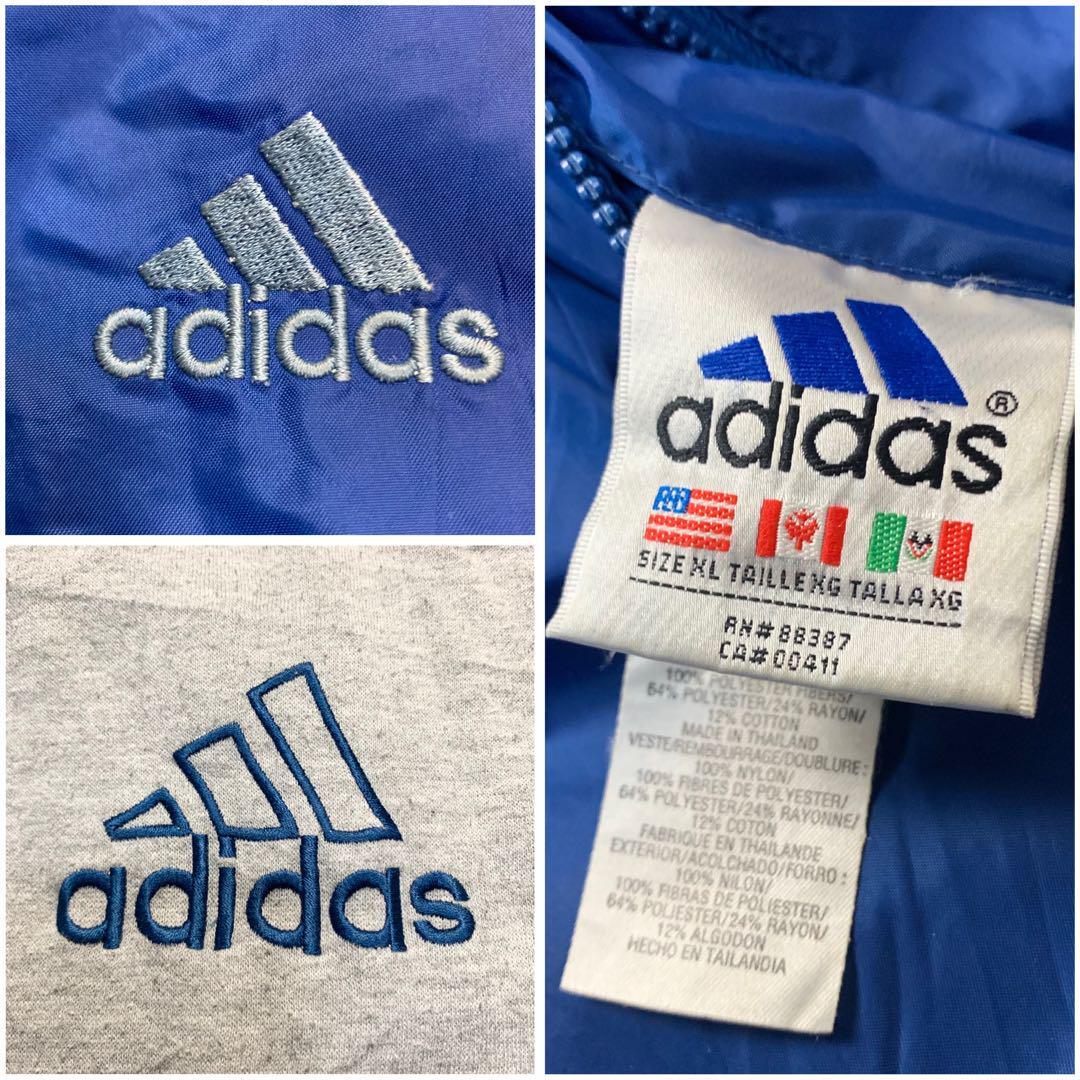 adidas
adidas
adidas ®
SIZE XL TAILLE XG TALLA XG
RN# 88387
CA# 00411
100% POLYESTER FIBERS/
64% POLYESTER/24% RAYON/
12% COTTON
MADE IN THAILAND
VESTE/REMBOURRAGE/DOUBLURE :
100% NYLON/
100% FIBRES DE POLYESTER/
64% POLYESTER/24% RAYONNE/
12% COTON
FABRIQUE EN THAILANDE
EXTERIOR/ACOLCHADO/FORRO :
100% NILON/
100% FIBRAS DE POLIESTER/
64% POLIESTER/24% RAYON/
12% ALGODON
HECHO EN TAILANDIA